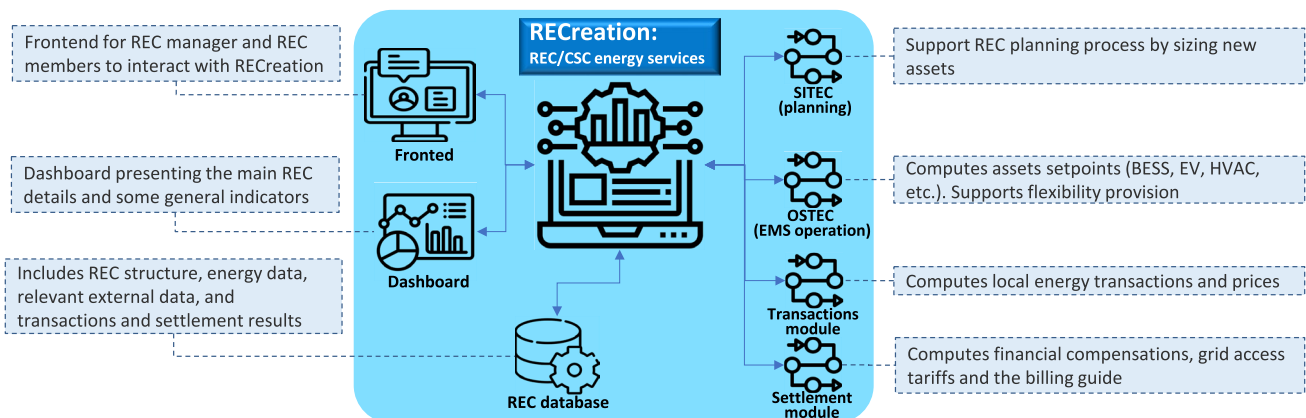 Frontend for REC manager and REC
members to interact with RECreation
Dashboard presenting the main REC
details and some general indicators
Includes REC structure, energy data,
relevant external data, and
transactions and settlement results
RECreation:
REC/CSC energy services
Fronted
Dashboard
REC database
SITEC
(planning)
OSTEC
(EMS operation)
Transactions
module
Settlement
module
Support REC planning process by sizing new
assets
Computes assets setpoints (BESS, EV, HVAC,
etc.). Supports flexibility provision
Computes local energy transactions and prices
Computes financial compensations, grid access
tariffs and the billing guide